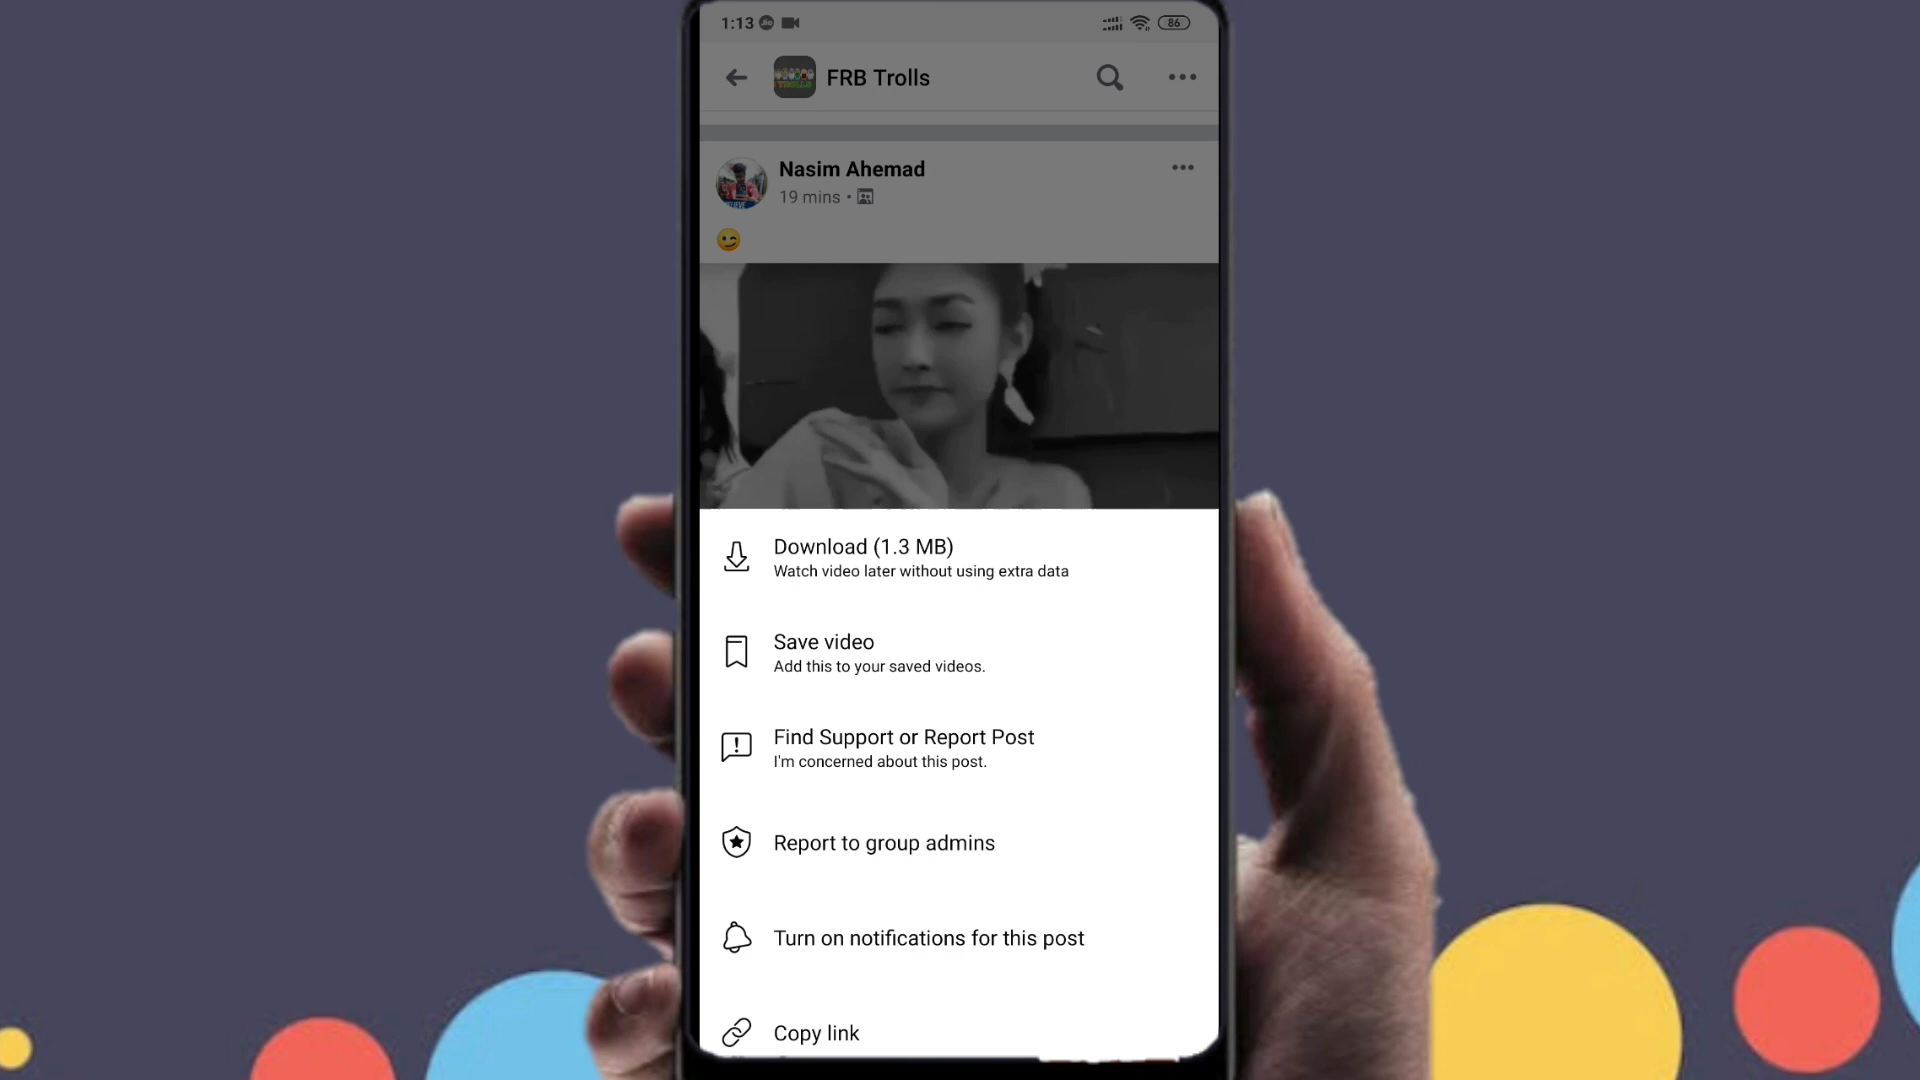 1:13 Jio
86
FRB Trolls
Nasim Ahemad
19 mins •
Download (1.3 MB)
Watch video later without using extra data
Save video
Add this to your saved videos.
Find Support or Report Post
I'm concerned about this post.
Report to group admins
Turn on notifications for this post
Copy link